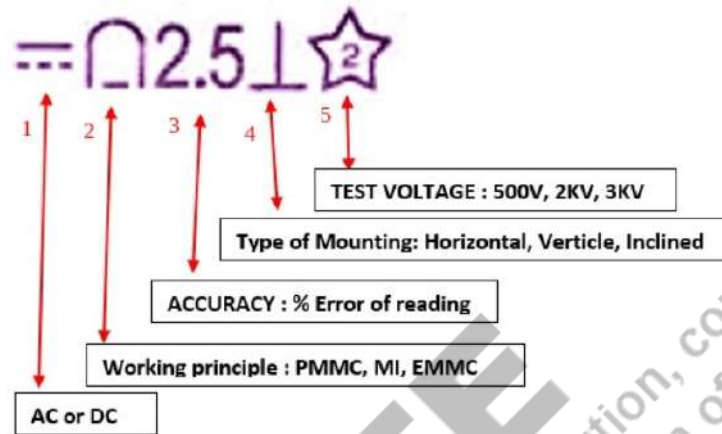 2.5 2
1 2 3 4 5
TEST VOLTAGE : 500V, 2KV, 3KV
Type of Mounting: Horizontal, Verticle, Inclined
ACCURACY : % Error of reading
Working principle : PMMC, MI, EMMC
AC or DC